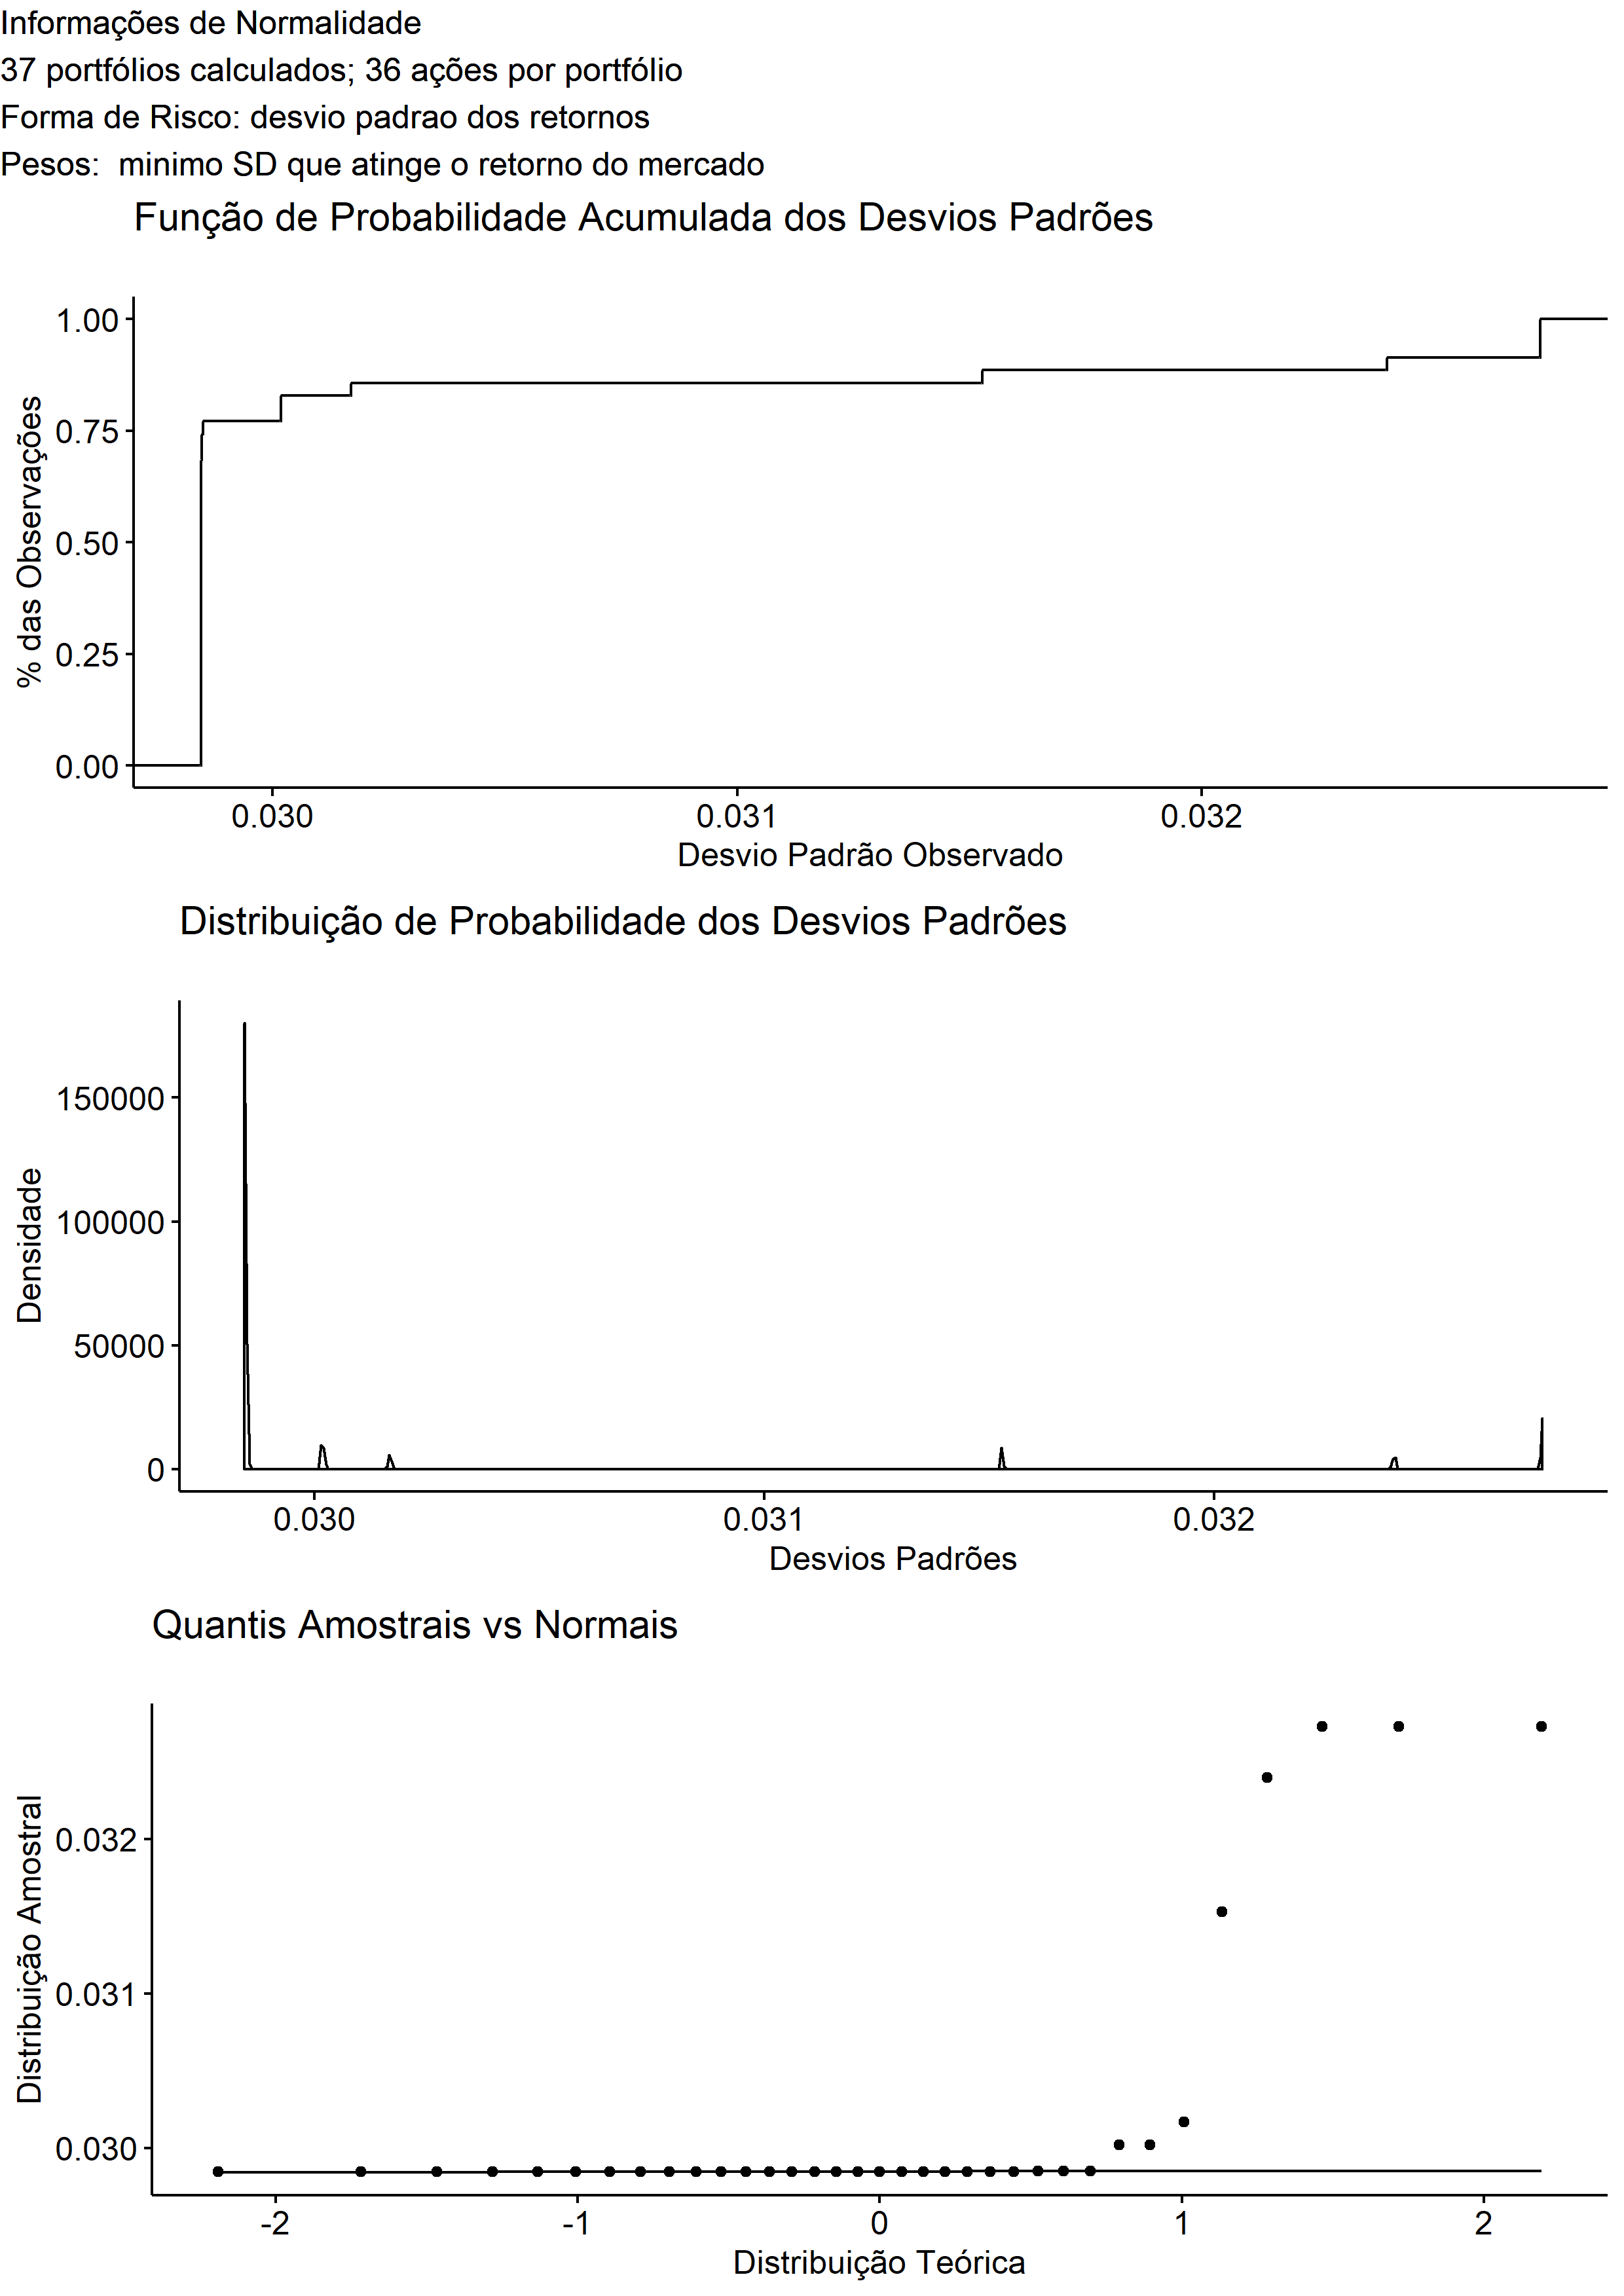 Informações de Normalidade
37 portfólios calculados; 36 ações por portfólio
Forma de Risco: desvio padrao dos retornos
Pesos:  minimo SD que atinge o retorno do mercado
Função de Probabilidade Acumulada dos Desvios Padrões
% das Observações
1.00
0.75
0.50
0.25
0.00
0.030 0.031 0.032
Desvio Padrão Observado
Distribuição de Probabilidade dos Desvios Padrões
Densidade
150000
100000
50000
0
0.030 0.031 0.032
Desvios Padrões
Quantis Amostrais vs Normais
Distribuição Amostral
0.032
0.031
0.030
-2 -1 0 1 2
Distribuição Teórica